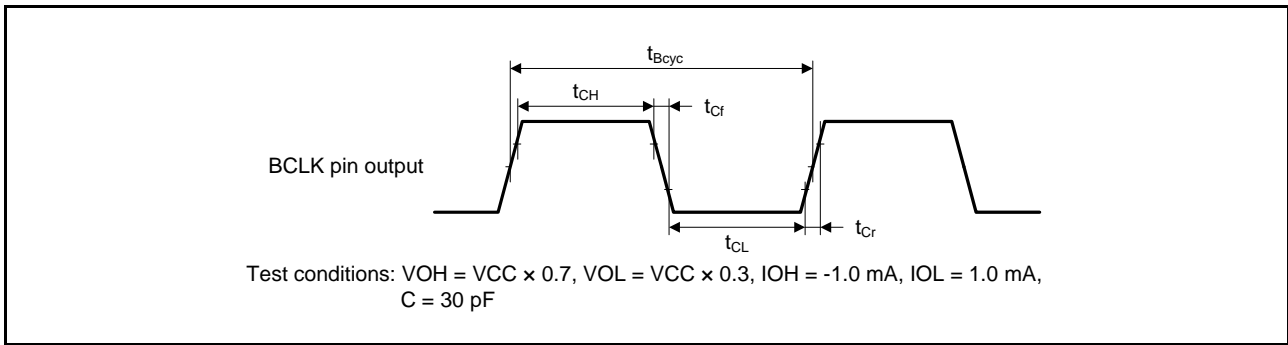 tBcyc
tCH
tCf
BCLK pin output
tCL
tCr
Test conditions: VOH = VCC × 0.7, VOL = VCC × 0.3, IOH = -1.0 mA, IOL = 1.0 mA,
C = 30 pF